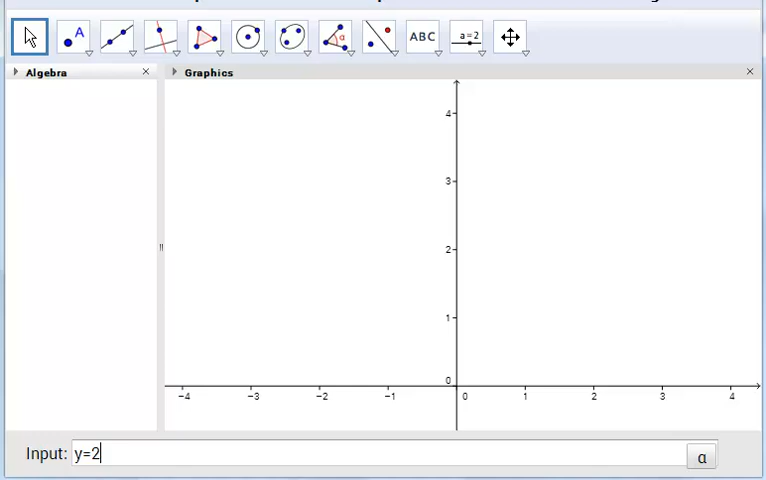 A
α
ABC
a=2
Algebra
Graphics
4
3
2
1
0
−4 −3 −2 −1 0 1 2 3 4
Input: y=2
α